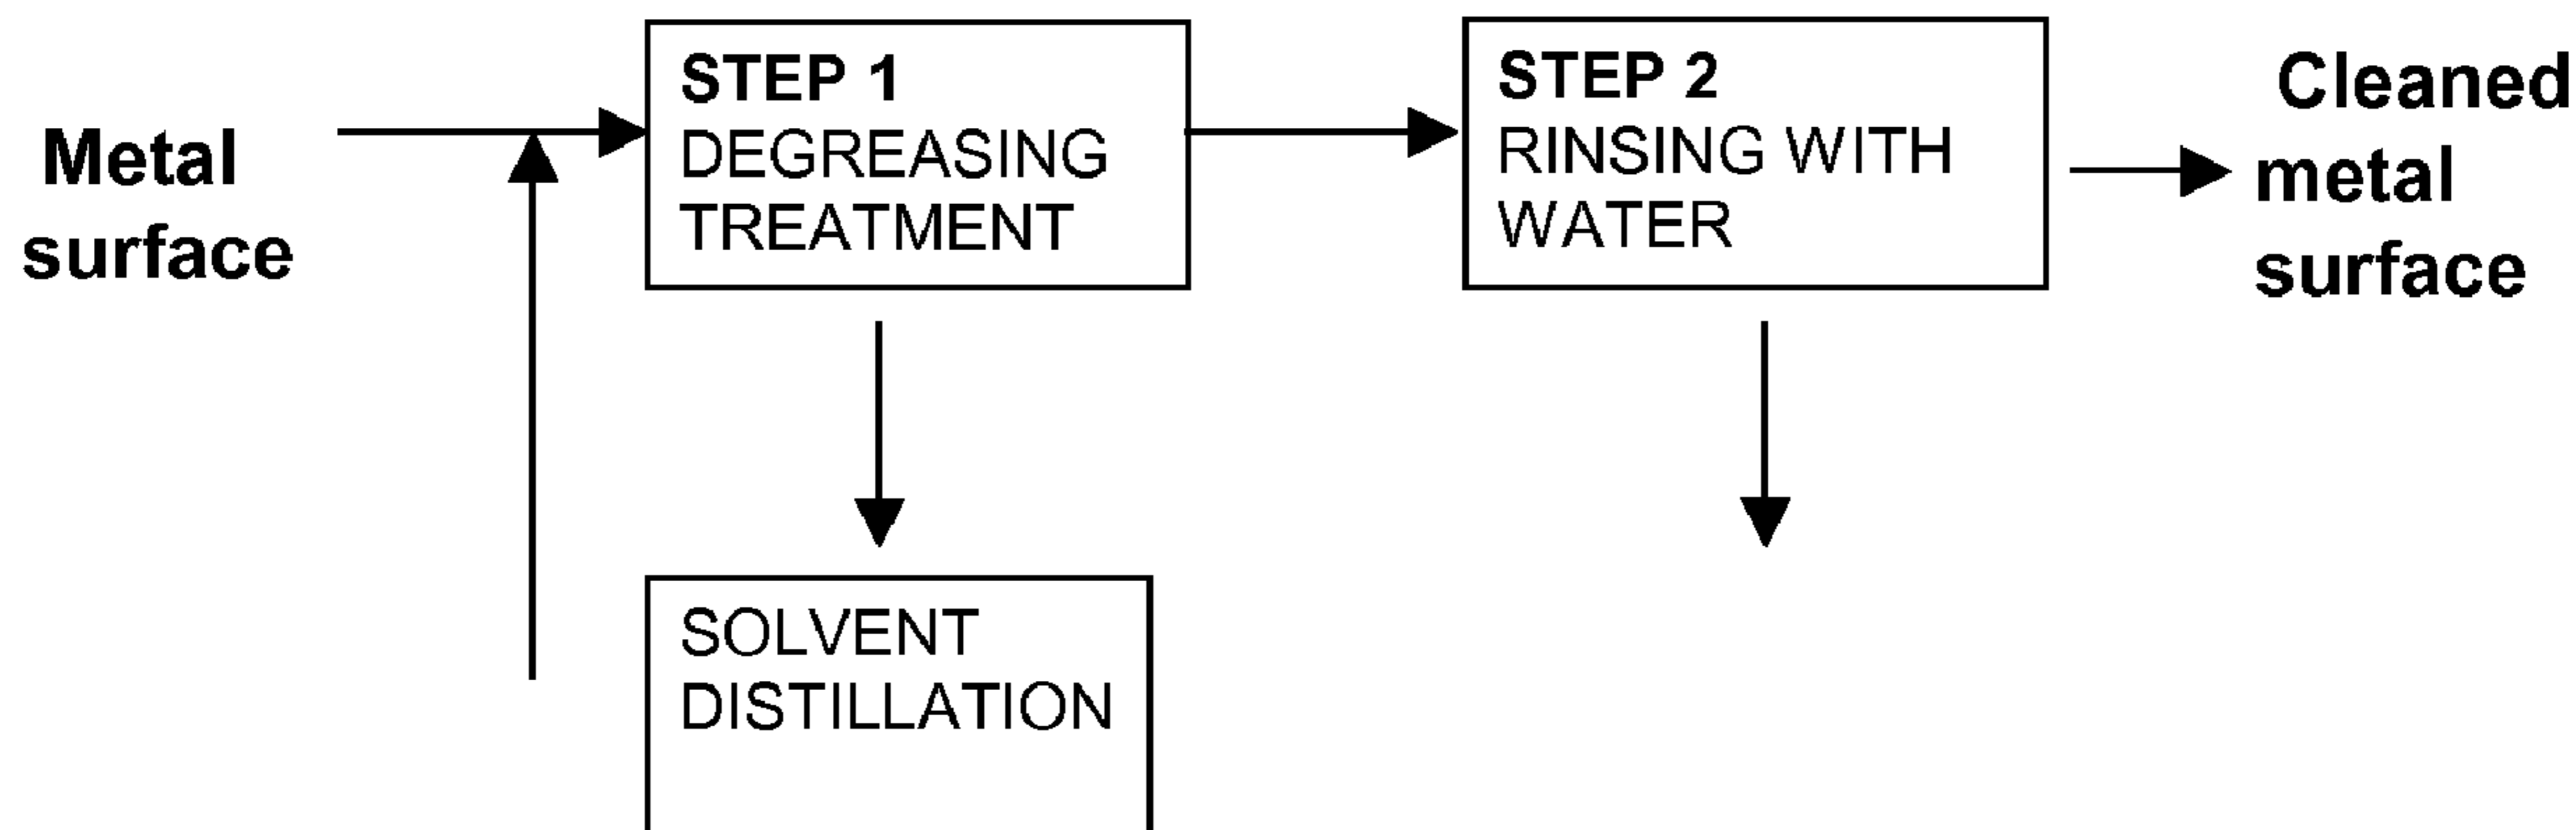 Metal
surface
STEP 1
DEGREASING
TREATMENT
STEP 2
RINSING WITH
WATER
Cleaned
metal
surface
SOLVENT
DISTILLATION